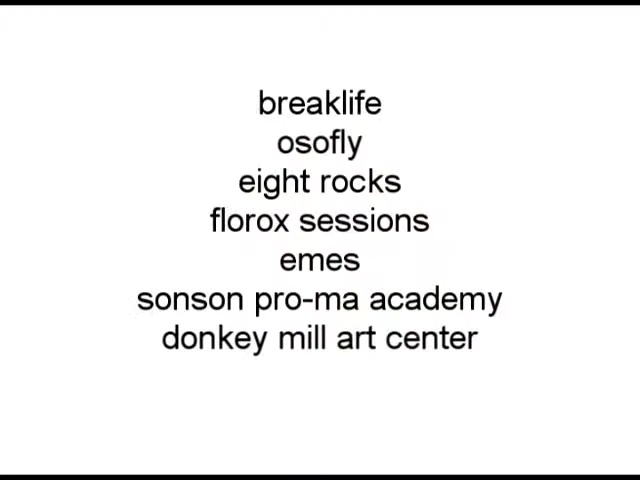 breaklife
osofly
eight rocks
florox sessions
emes
sonson pro-ma academy
donkey mill art center